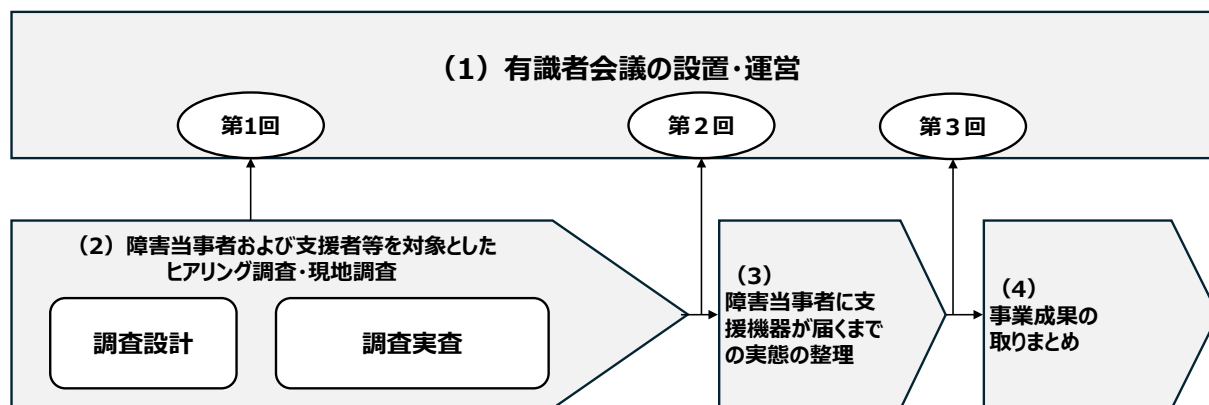 （1）有識者会議の設置・運営
第1回
第２回
第３回
（2）障害当事者および支援者等を対象とした
ヒアリング調査・現地調査
調査設計
調査実査
（3）
障害当事者に支
援機器が届くまで
の実態の整理
（4）
事業成果の
取りまとめ